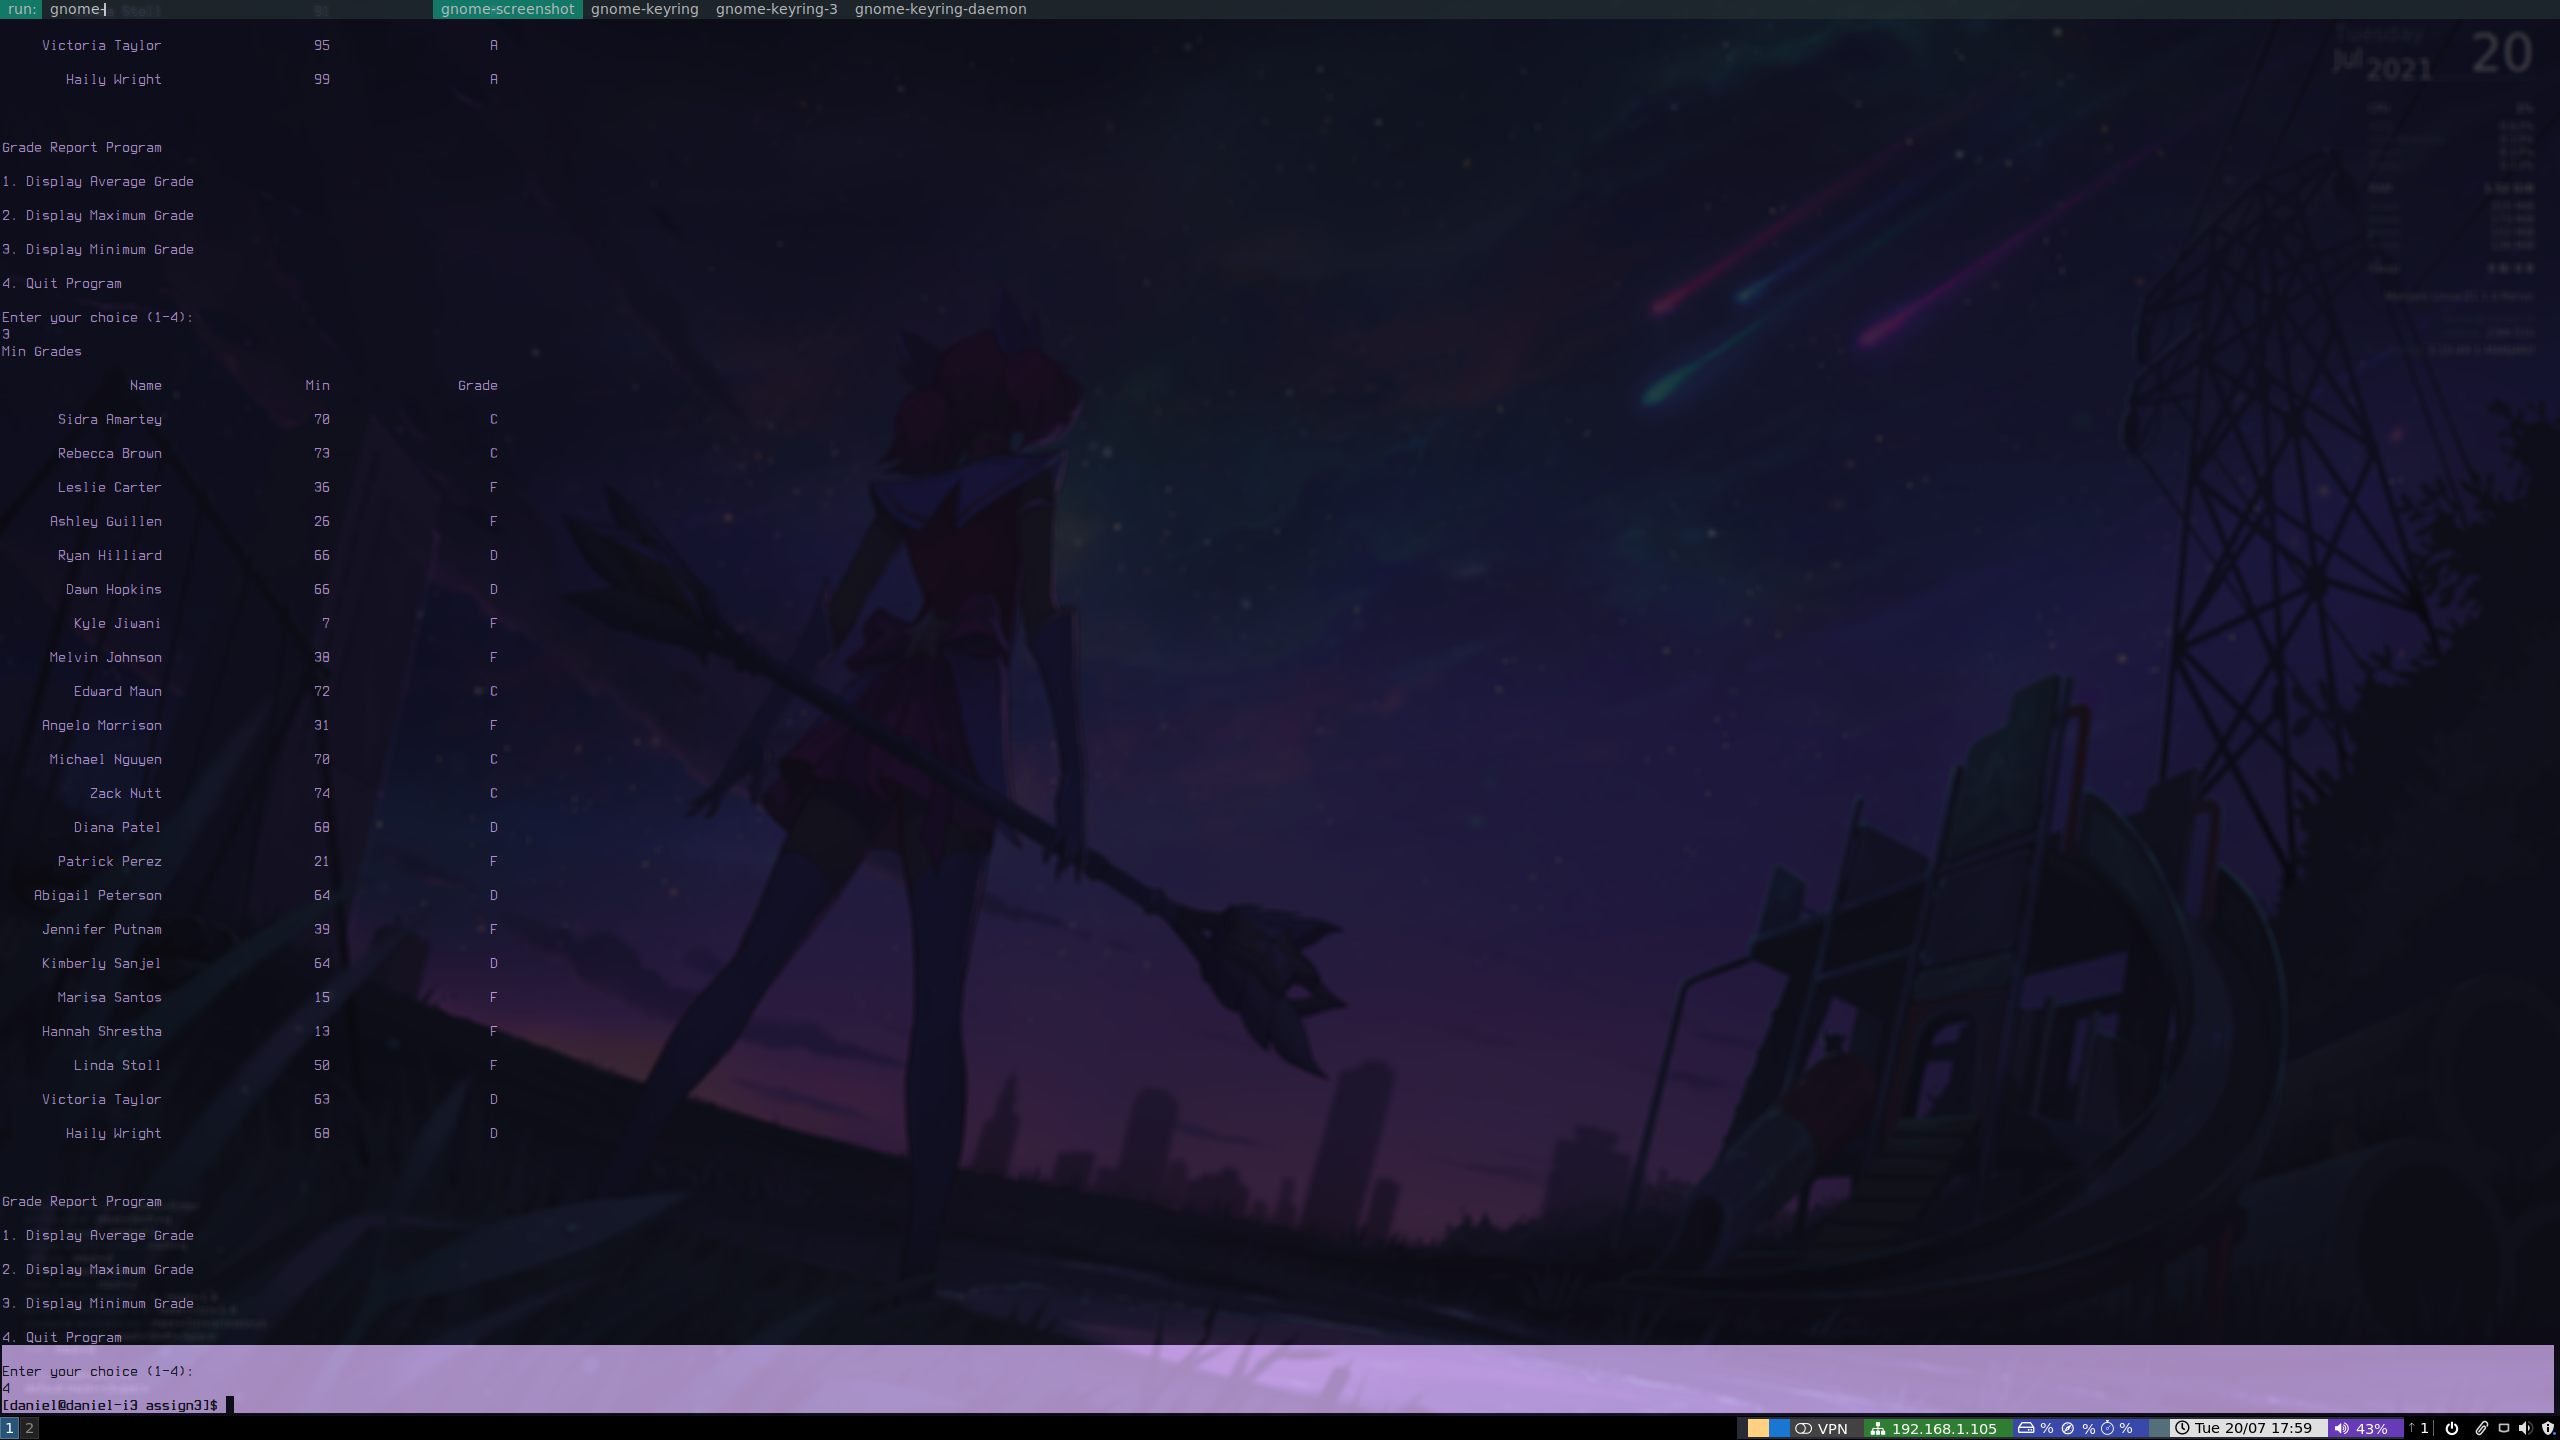 run: gnome- gnome-screenshot gnome-keyring gnome-keyring-3 gnome-keyring-daemon
Victoria Taylor 95 A
Haily Wright 99 A
Tuesday
Jul 2021 20
Grade Report Program
1. Display Average Grade
2. Display Maximum Grade
3. Display Minimum Grade
4. Quit Program
Enter your choice (1-4):
3
Min Grades
Name Min Grade
Sidra Amartey 70 C
Rebecca Brown 73 C
Leslie Carter 36 F
Ashley Guillen 26 F
Ryan Hilliard 66 D
Dawn Hopkins 66 D
Kyle Jiwani 7 F
Melvin Johnson 38 F
Edward Maun 72 C
Angelo Morrison 31 F
Michael Nguyen 70 C
Zack Nutt 74 C
Diana Patel 68 D
Patrick Perez 21 F
Abigail Peterson 64 D
Jennifer Putnam 39 F
Kimberly Sanjel 64 D
Marisa Santos 15 F
Hannah Shrestha 13 F
Linda Stoll 50 F
Victoria Taylor 63 D
Haily Wright 68 D
Grade Report Program
1. Display Average Grade
2. Display Maximum Grade
3. Display Minimum Grade
4. Quit Program
Enter your choice (1-4):
4
[daniel@daniel-i3 assign3]$
1 2 VPN 192.168.1.105 % % % Tue 20/07 17:59 43% ↑ 1